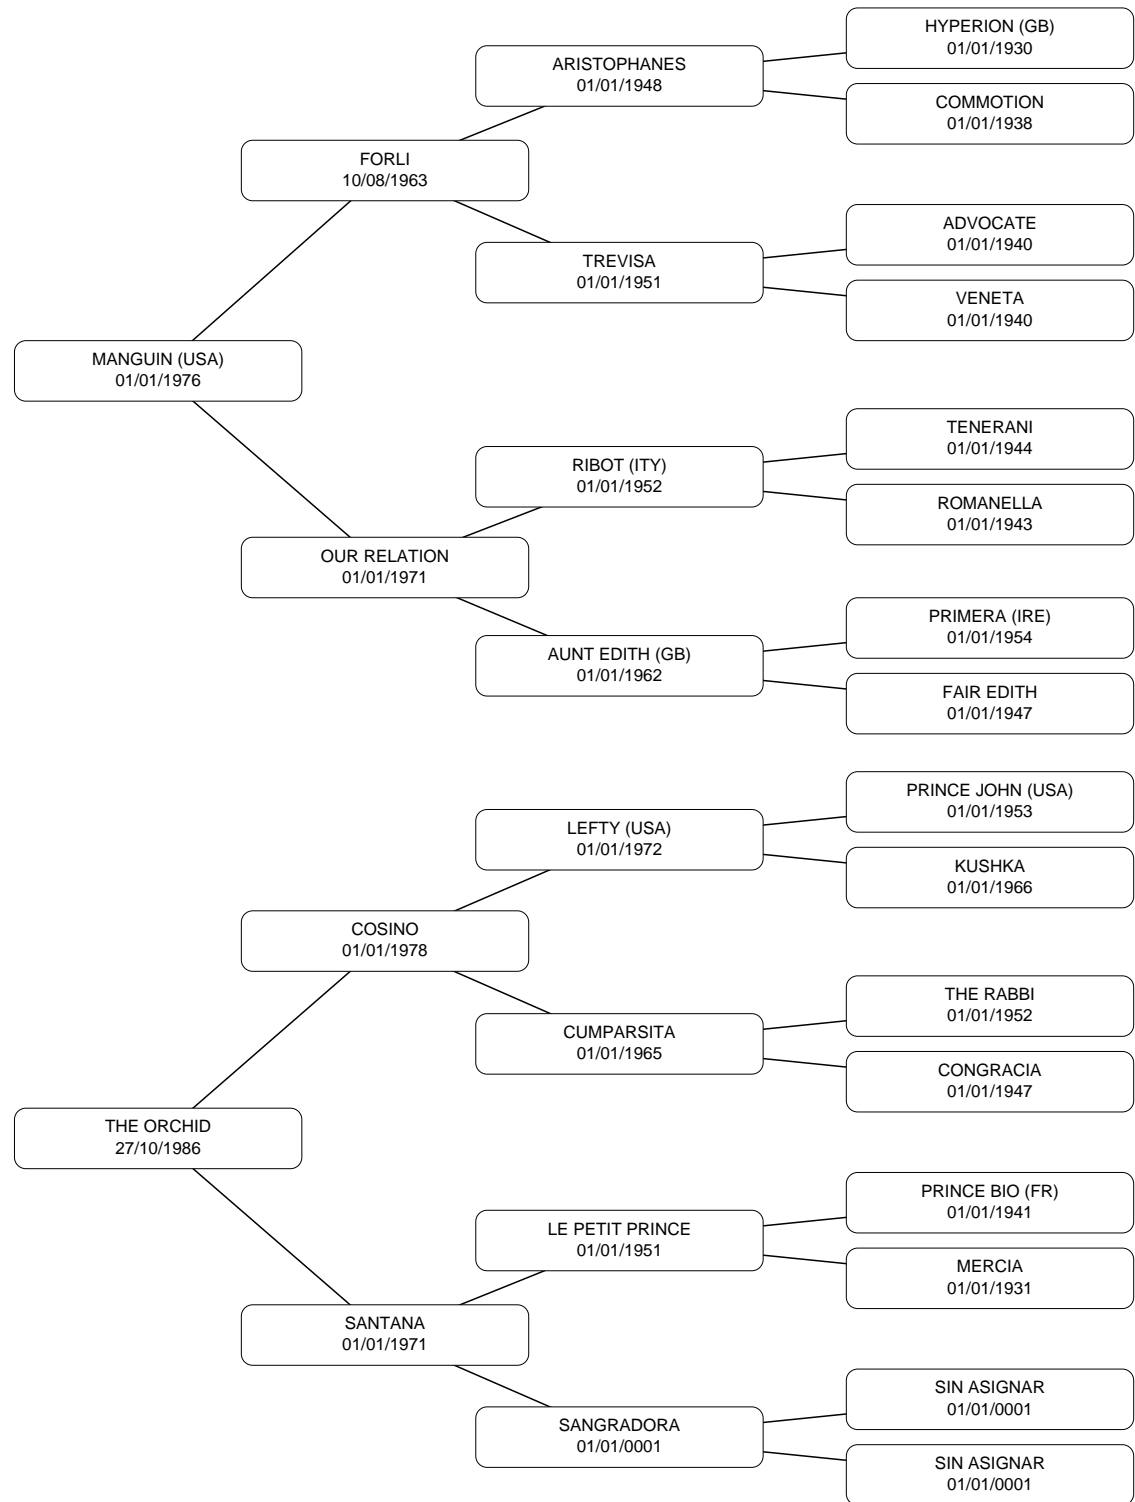 HYPERION (GB)
01/01/1930
ARISTOPHANES
01/01/1948
COMMOTION
01/01/1938
FORLI
10/08/1963
ADVOCATE
01/01/1940
TREVISA
01/01/1951
VENETA
01/01/1940
MANGUIN (USA)
01/01/1976
TENERANI
01/01/1944
RIBOT (ITY)
01/01/1952
ROMANELLA
01/01/1943
OUR RELATION
01/01/1971
PRIMERA (IRE)
01/01/1954
AUNT EDITH (GB)
01/01/1962
FAIR EDITH
01/01/1947
PRINCE JOHN (USA)
01/01/1953
LEFTY (USA)
01/01/1972
KUSHKA
01/01/1966
COSINO
01/01/1978
THE RABBI
01/01/1952
CUMPARSITA
01/01/1965
CONGRACIA
01/01/1947
THE ORCHID
27/10/1986
PRINCE BIO (FR)
01/01/1941
LE PETIT PRINCE
01/01/1951
MERCIA
01/01/1931
SANTANA
01/01/1971
SIN ASIGNAR
01/01/0001
SANGRADORA
01/01/0001
SIN ASIGNAR
01/01/0001